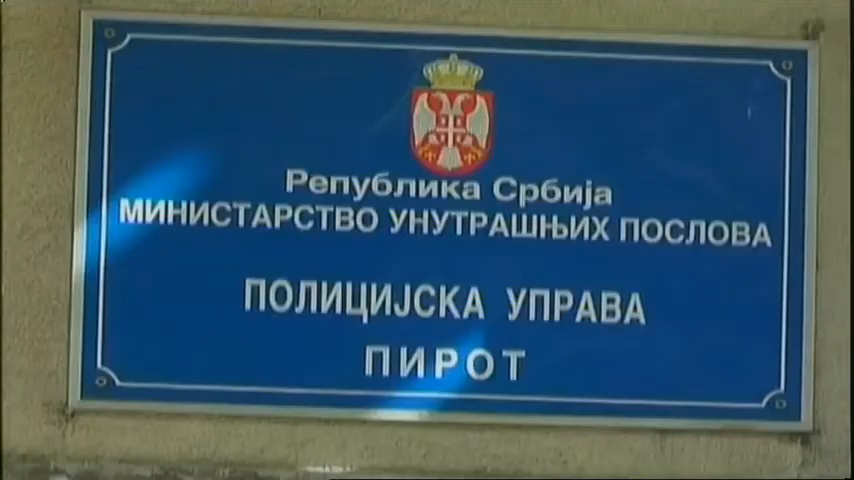 Република Србија
МИНИСТАРСТВО УНУТРАШЊИХ ПОСЛОВА
ПОЛИЦИЈСКА УПРАВА
ПИРОТ